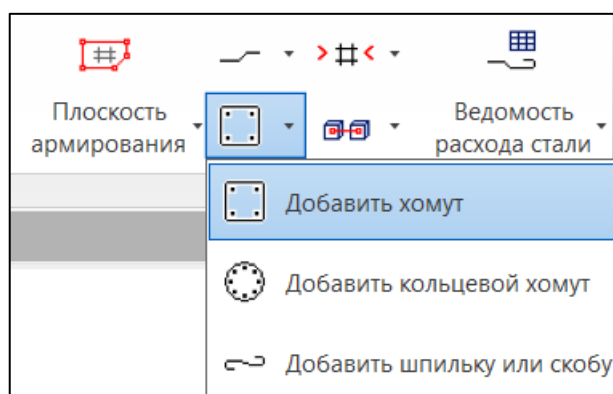 Плоскость
армирования
Ведомость
расхода стали
Добавить хомут
Добавить кольцевой хомут
Добавить шпильку или скобу